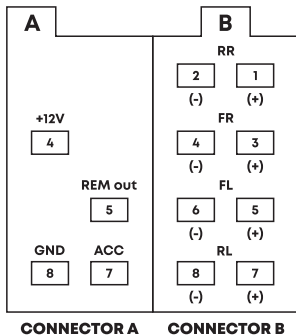 A
B
RR
2 1
(-) (+)
+12V
FR
4
4 3
(-) (+)
REM out
FL
5
6 5
(-) (+)
GND ACC
RL
8 7
8 7
(-) (+)
CONNECTOR A
CONNECTOR B